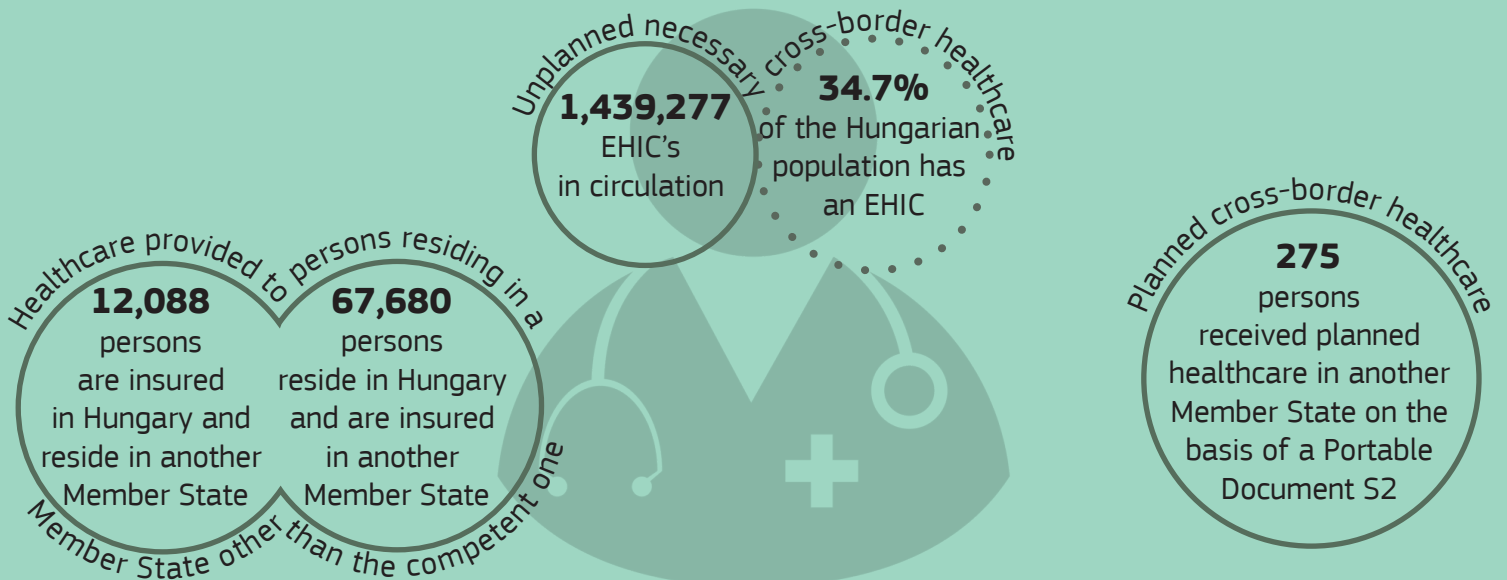 Unplanned necessary cross-border healthcare
1,439,277
EHIC's
in circulation
34.7%
of the Hungarian
population has
an EHIC
Healthcare provided to persons residing in a
Member State other than the competent one
12,088
persons
are insured
in Hungary and
reside in another
Member State
67,680
persons
reside in Hungary
and are insured
in another
Member State
Planned cross-border healthcare
275
persons
received planned
healthcare in another
Member State on the
basis of a Portable
Document S2